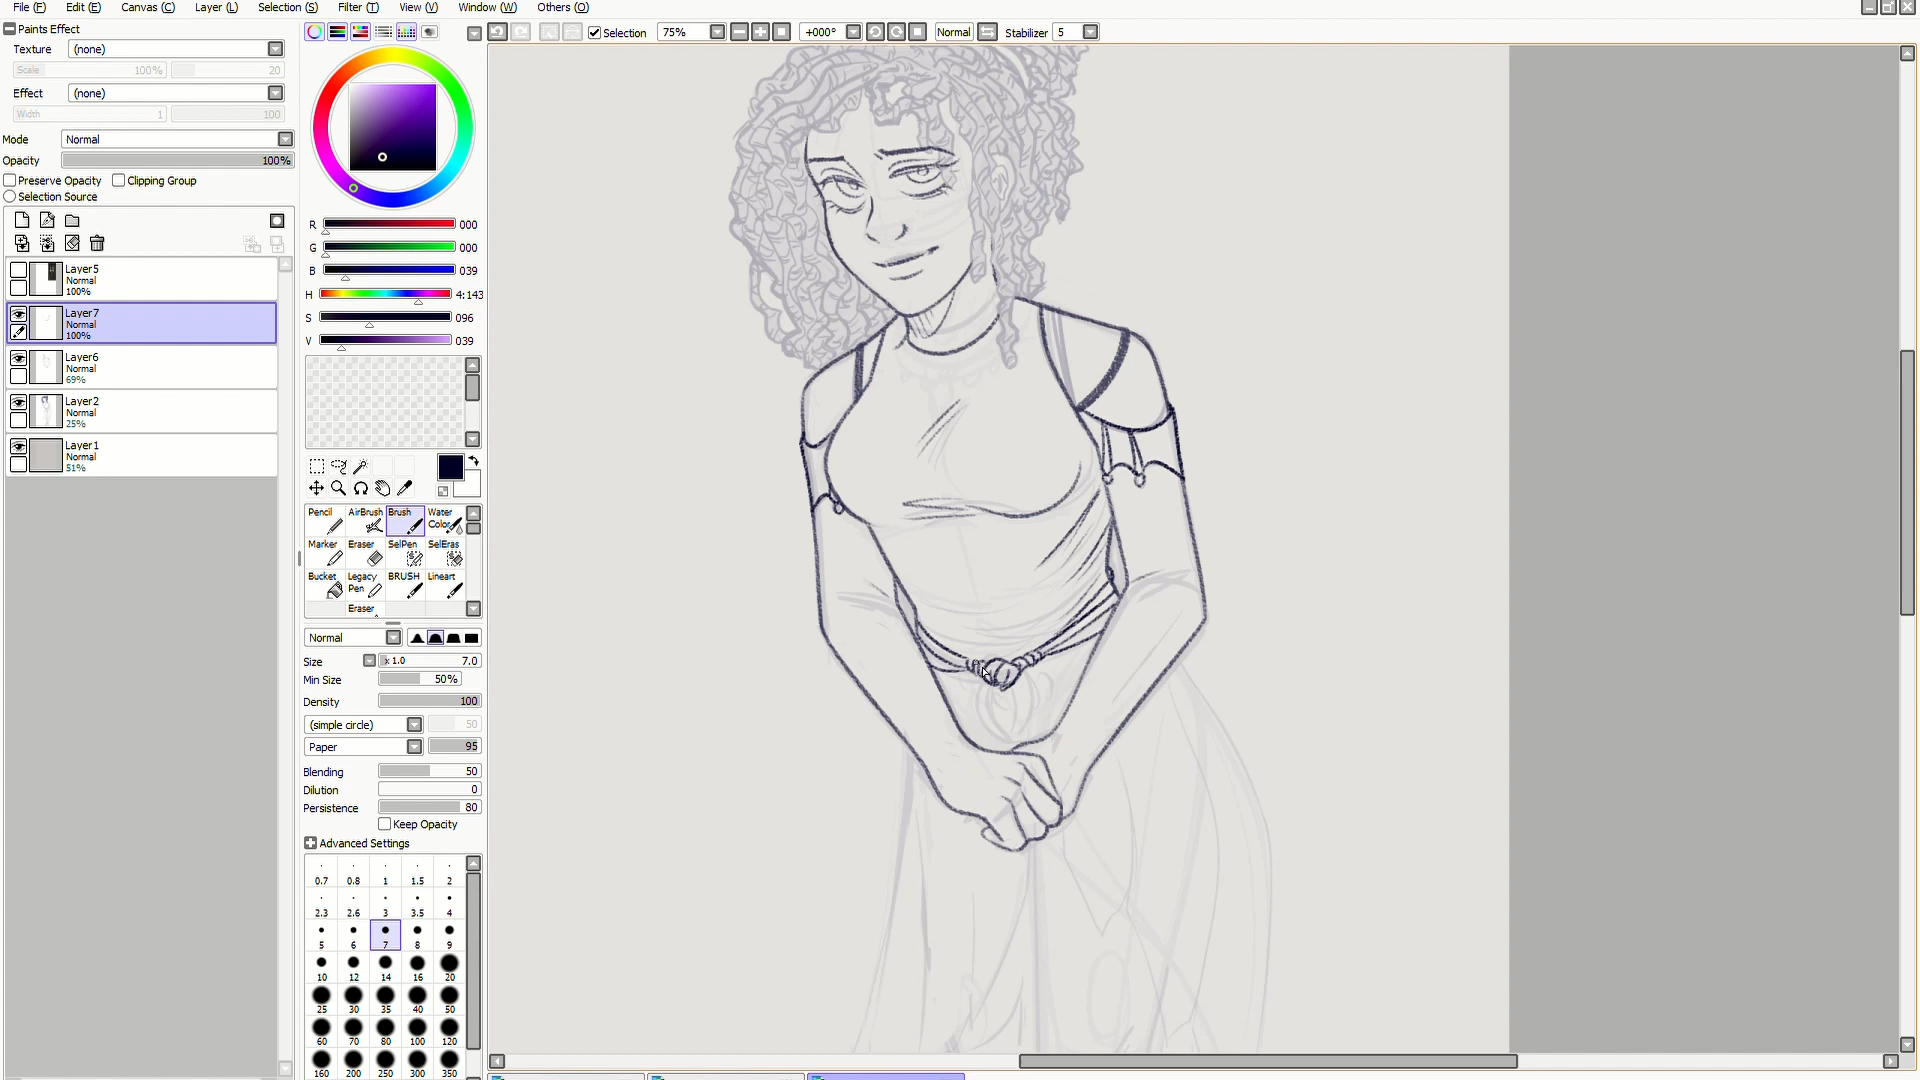 File (F) Edit (E) Canvas (C) Layer (L) Selection (S) Filter (T) View (V) Window (W) Others (O)
Paints Effect
Texture (none)
Scale 100% 20
Effect (none)
Width 1 100
Mode Normal
Opacity 100%
Preserve Opacity Clipping Group
Selection Source
Layer5
Normal
100%
Layer7
Normal
100%
Layer6
Normal
69%
Layer2
Normal
25%
Layer1
Normal
51%
R 000
G 000
B 039
H 4:143
S 096
V 039
Pencil AirBrush Brush Water Color
Marker Eraser SelPen SelEras
Bucket Legacy Pen BRUSH Lineart
Eraser
Normal
Size x 1.0 7.0
Min Size 50%
Density 100
(simple circle) 50
Paper 95
Blending 50
Dilution 0
Persistence 80
Keep Opacity
Advanced Settings
0.7 0.8 1 1.5 2
2.3 2.6 3 3.5 4
5 6 7 8 9
10 12 14 16 20
25 30 35 40 50
60 70 80 100 120
160 200 250 300 350
Selection 75% +000° Normal Stabilizer 5